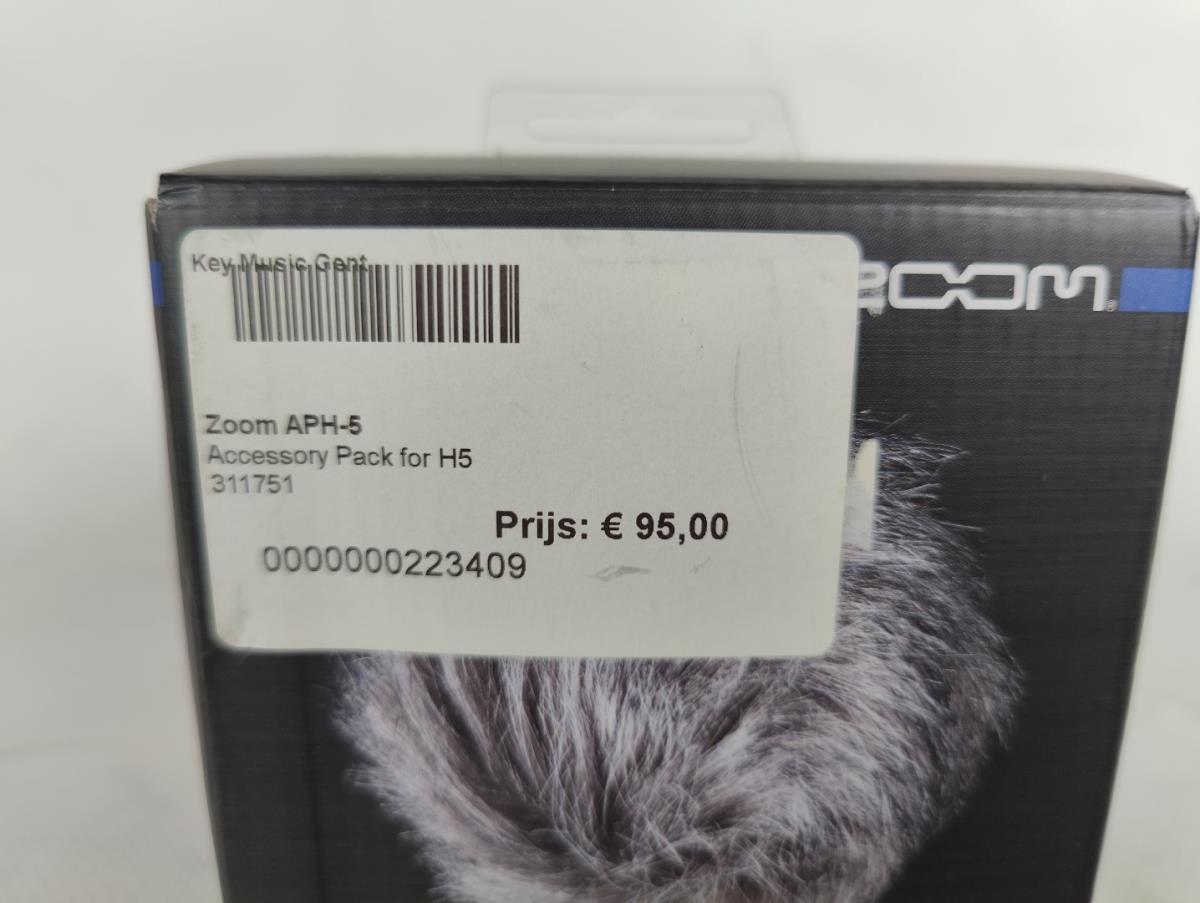 Key Music Gent
ZOOM
Zoom APH-5
Accessory Pack for H5
311751
Prijs: € 95,00
0000000223409